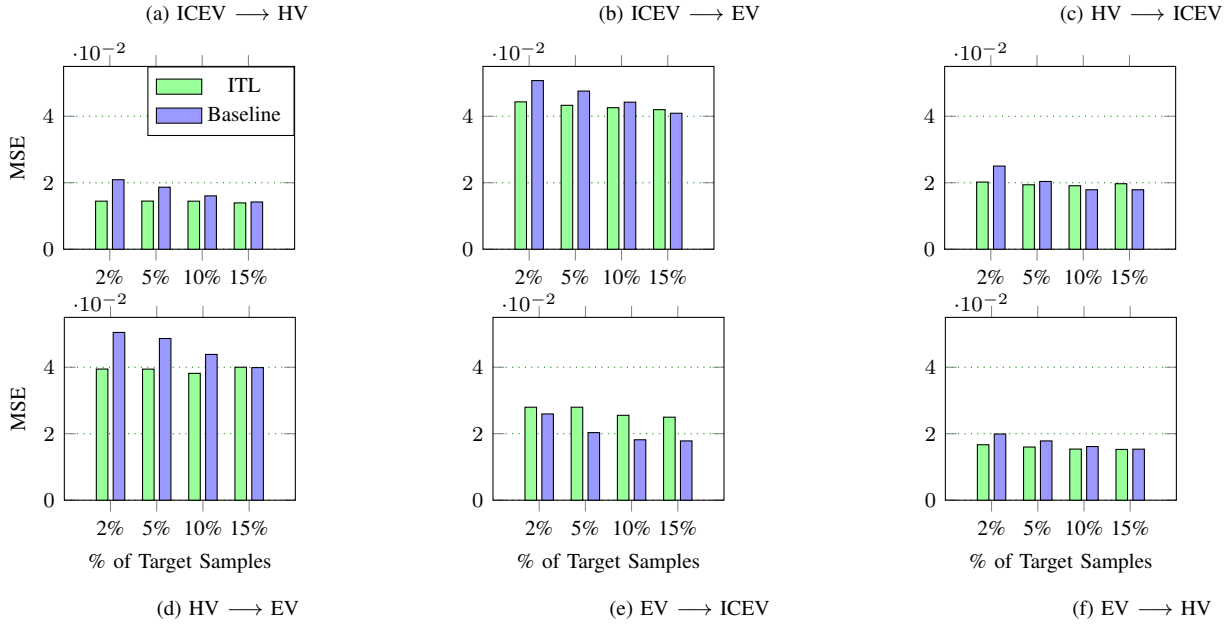 (a) ICEV ⟶ HV
(b) ICEV ⟶ EV
(c) HV ⟶ ICEV
·10−2
·10−2
·10−2
ITL
Baseline
4
2
0
MSE
2% 5% 10% 15%
4
2
0
2% 5% 10% 15%
4
2
0
2% 5% 10% 15%
·10−2
·10−2
·10−2
4
2
0
MSE
2% 5% 10% 15%
% of Target Samples
4
2
0
2% 5% 10% 15%
% of Target Samples
4
2
0
2% 5% 10% 15%
% of Target Samples
(d) HV ⟶ EV
(e) EV ⟶ ICEV
(f) EV ⟶ HV